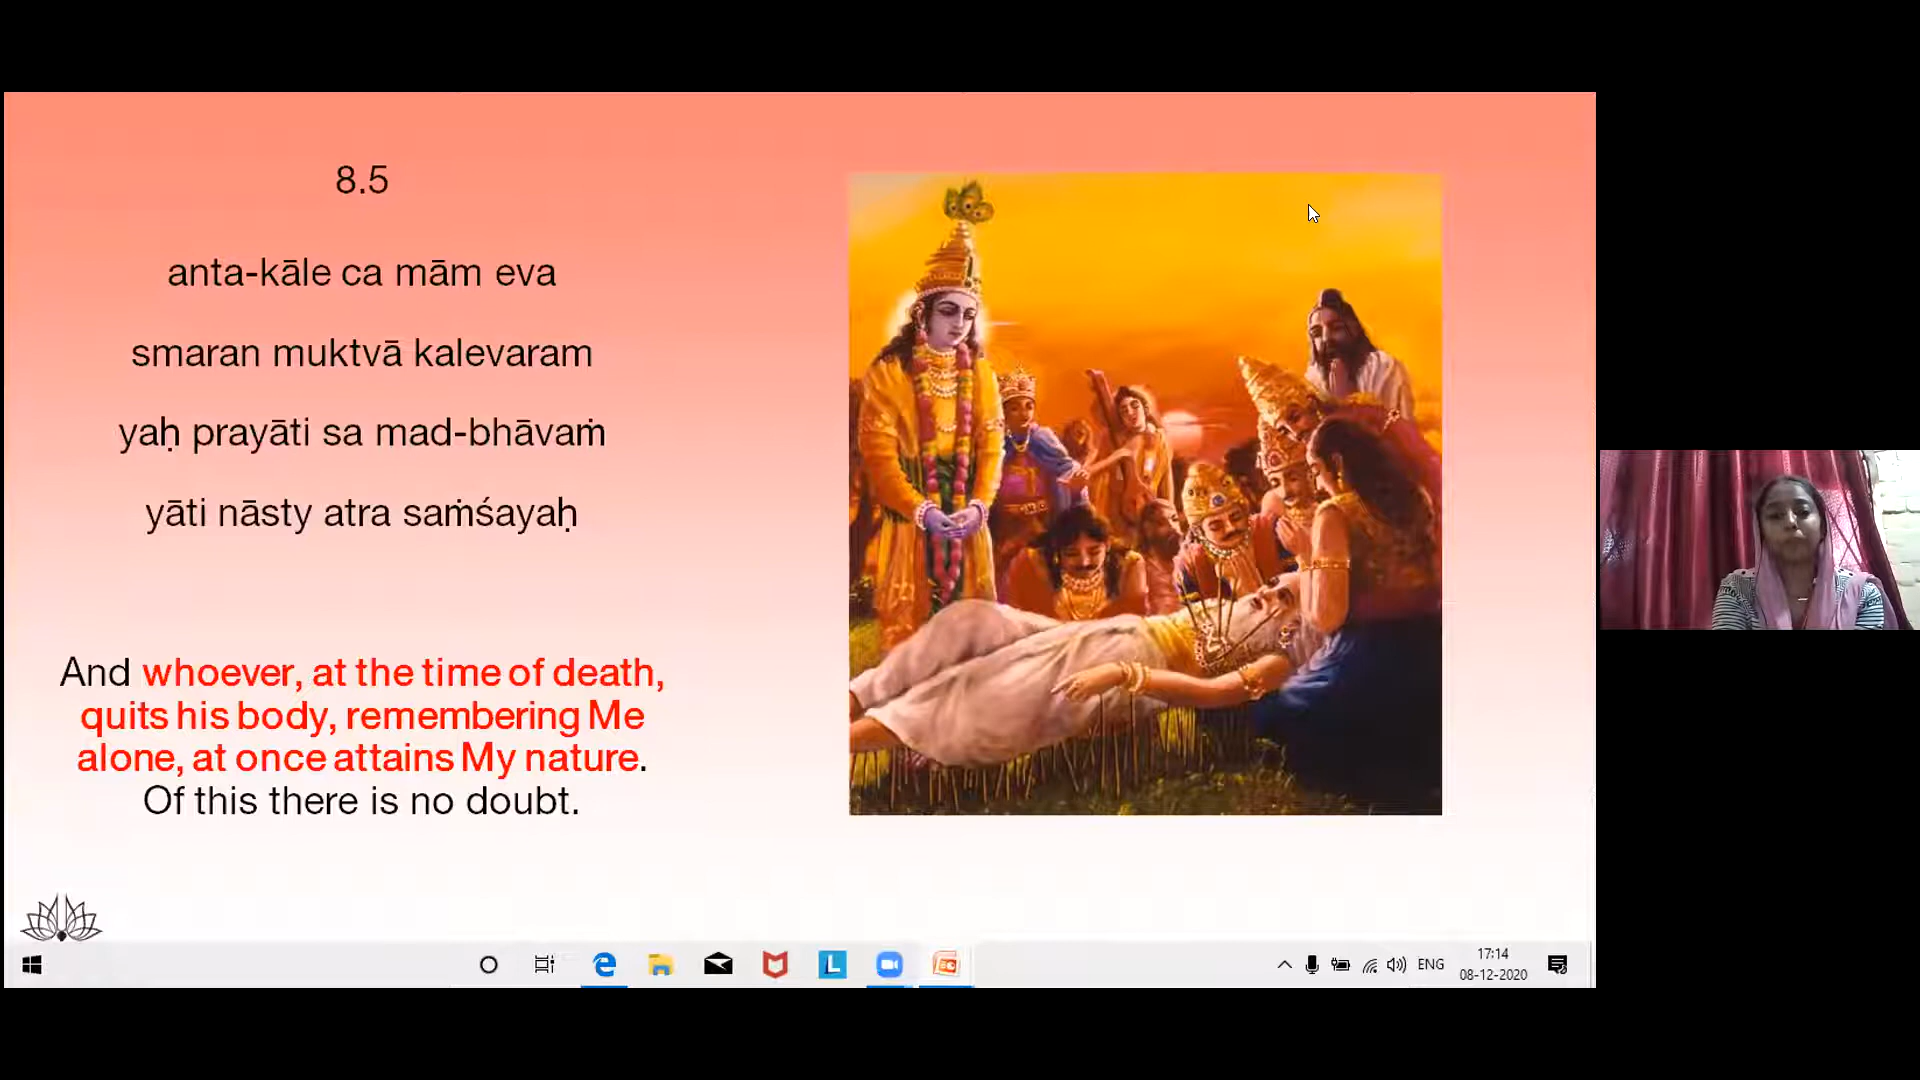 8.5
anta-kāle ca mām eva
smaran muktvā kalevaram
yaḥ prayāti sa mad-bhāvaṁ
yāti nāsty atra saṁśayaḥ
And whoever, at the time of death,
quits his body, remembering Me
alone, at once attains My nature.
Of this there is no doubt.
L
ENG
17:14
08-12-2020